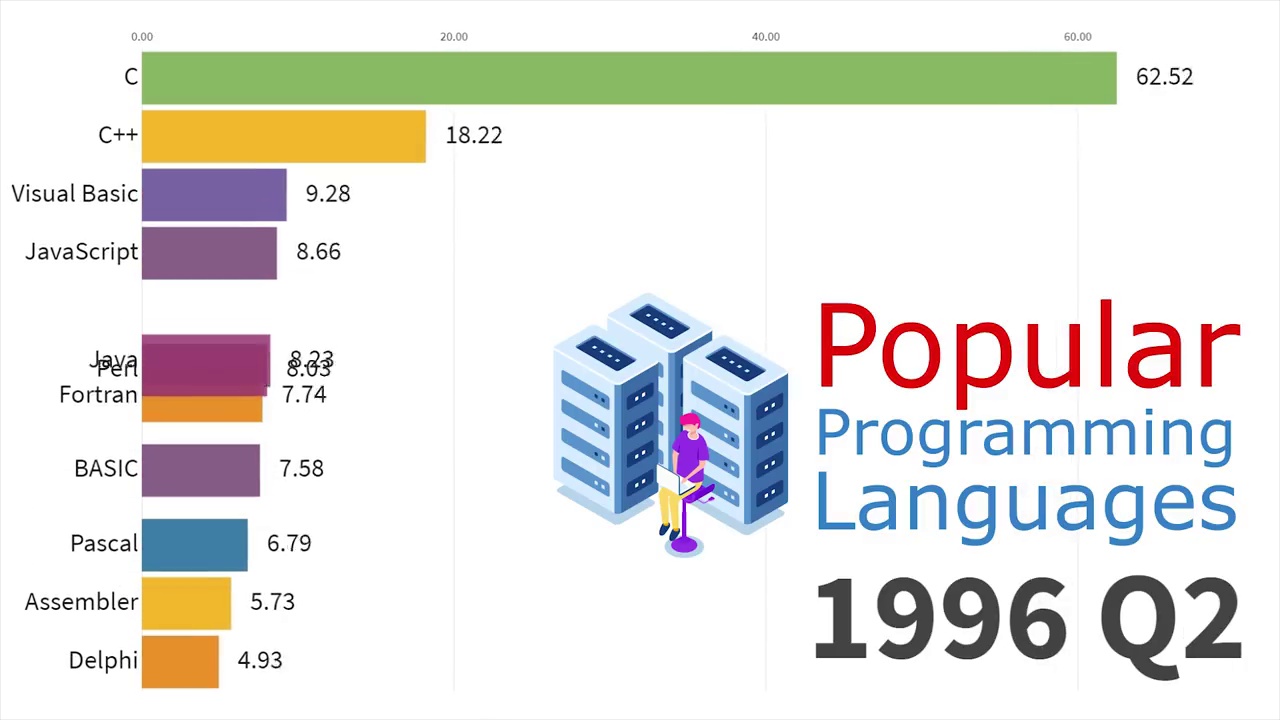 0.00 20.00 40.00 60.00
C 62.52
C++ 18.22
Visual Basic 9.28
JavaScript 8.66
Java 8.23
Perl 8.03
Fortran 7.74
BASIC 7.58
Pascal 6.79
Assembler 5.73
Delphi 4.93
Popular
Programming
Languages
1996 Q2